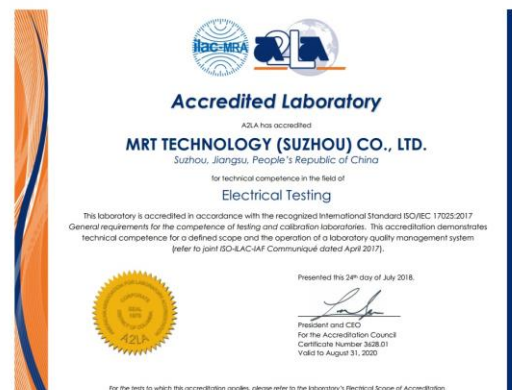 ilac-MRA
A2LA
Accredited Laboratory
A2LA has accredited
MRT TECHNOLOGY (SUZHOU) CO., LTD.
Suzhou, Jiangsu, People's Republic of China
for technical competence in the field of
Electrical Testing
This laboratory is accredited in accordance with the recognized International Standard ISO/IEC 17025:2017
General requirements for the competence of testing and calibration laboratories. This accreditation demonstrates
technical competence for a defined scope and the operation of a laboratory quality management system
(refer to joint ISO-ILAC-IAF Communiqué dated April 2017).
Presented this 24th day of July 2018.
President and CEO
For the Accreditation Council
Certificate Number 3628.01
Valid to August 31, 2020
CORPORATE
SEAL
1978
A2LA
For the tests to which this accreditation applies, please refer to the laboratory's Electrical Scope of Accreditation.